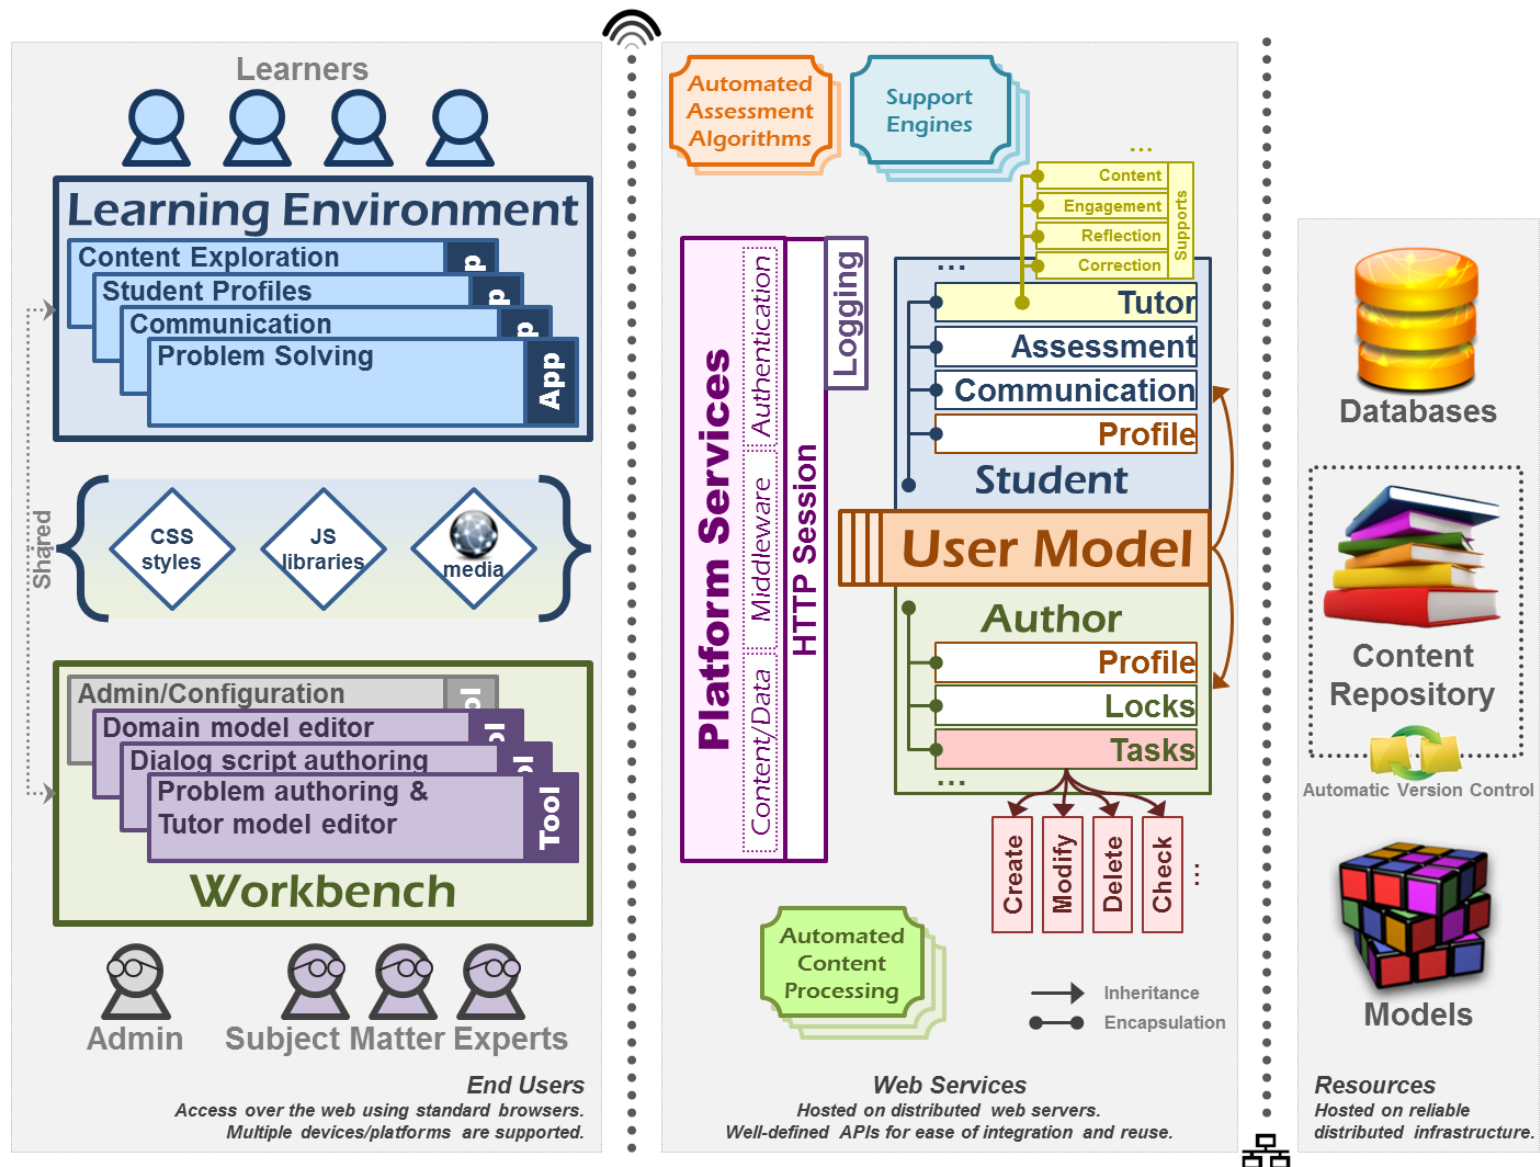 Learners
Learning Environment
Content Exploration
p
Student Profiles
p
Communication
p
Problem Solving
App
Shared
CSS
styles
JS
libraries
media
Admin/Configuration
ol
Domain model editor
ol
Dialog script authoring
ol
Problem authoring &
Tutor model editor
Tool
Workbench
Admin
Subject Matter Experts
End Users
Access over the web using standard browsers.
Multiple devices/platforms are supported.
Automated
Assessment
Algorithms
Support
Engines
...
Content
Engagement
Reflection
Correction
Supports
Platform Services
Authentication
Middleware
Content/Data
HTTP Session
Logging
...
Tutor
Assessment
Communication
Profile
Student
User Model
Author
Profile
Locks
Tasks
...
Create
Modify
Delete
Check
...
Automated
Content
Processing
Inheritance
Encapsulation
Web Services
Hosted on distributed web servers.
Well-defined APIs for ease of integration and reuse.
Databases
Content
Repository
Automatic Version Control
Models
Resources
Hosted on reliable
distributed infrastructure.